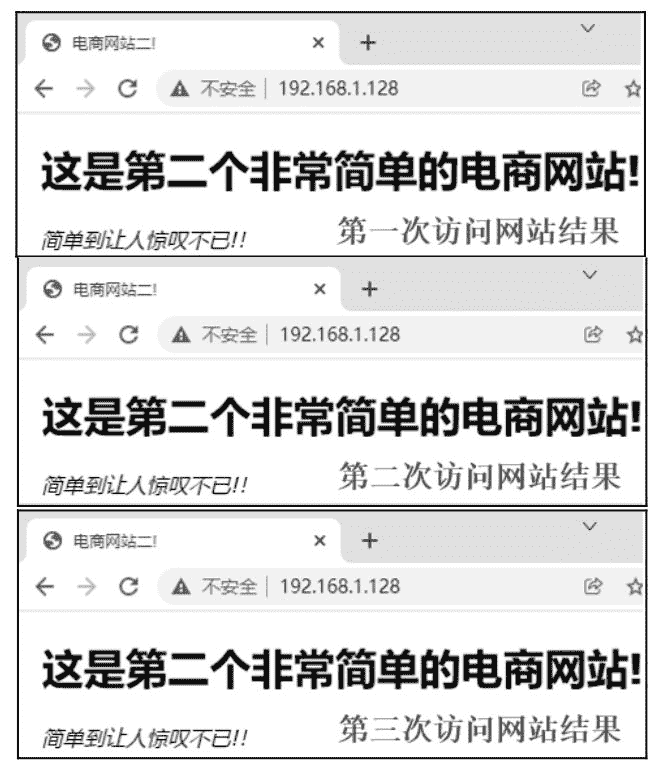 电商网站二!
不安全 192.168.1.128
这是第二个非常简单的电商网站!
简单到让人惊叹不已!! 第一次访问网站结果
电商网站二!
不安全 192.168.1.128
这是第二个非常简单的电商网站!
简单到让人惊叹不已!! 第二次访问网站结果
电商网站二!
不安全 192.168.1.128
这是第二个非常简单的电商网站!
简单到让人惊叹不已!! 第三次访问网站结果